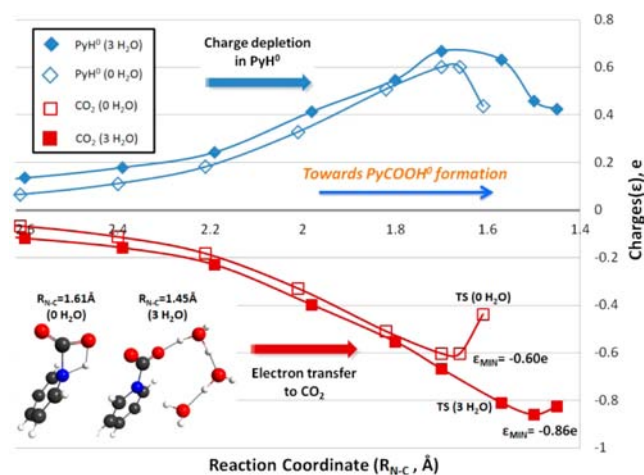 PyH⁰ (3 H₂O)
PyH⁰ (0 H₂O)
CO₂ (0 H₂O)
CO₂ (3 H₂O)
Charge depletion
in PyH⁰
Towards PyCOOH⁰ formation
0.8
0.6
0.4
0.2
0
-0.2
-0.4
-0.6
-0.8
-1
Charges(ε), e
2.6
2.4
2.2
2
1.8
1.6
1.4
R_N-C=1.61Å
(0 H₂O)
R_N-C=1.45Å
(3 H₂O)
Electron transfer
to CO₂
TS (0 H₂O)
ε_MIN= -0.60e
TS (3 H₂O)
ε_MIN= -0.86e
Reaction Coordinate (R_N-C , Å)